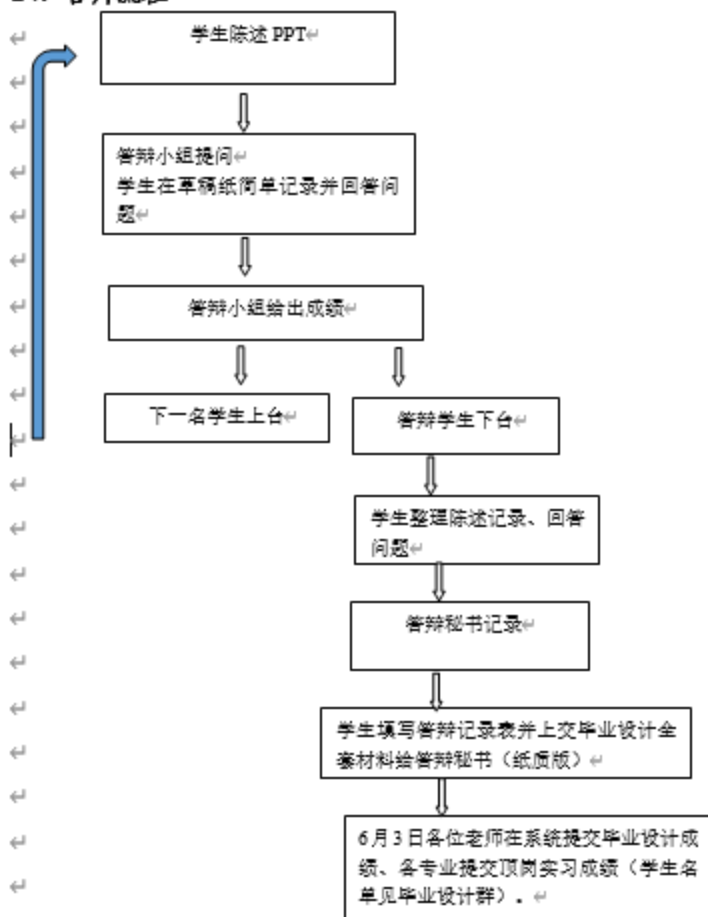 学生陈述 PPT
答辩小组提问
学生在草稿纸简单记录并回答问
题
答辩小组给出成绩
下一名学生上台
答辩学生下台
学生整理陈述记录、回答
问题
答辩秘书记录
学生填写答辩记录表并上交毕业设计全
套材料给答辩秘书（纸质版）
6月3日各位老师在系统提交毕业设计成
绩、各专业提交顶岗实习成绩（学生名
单见毕业设计群）。